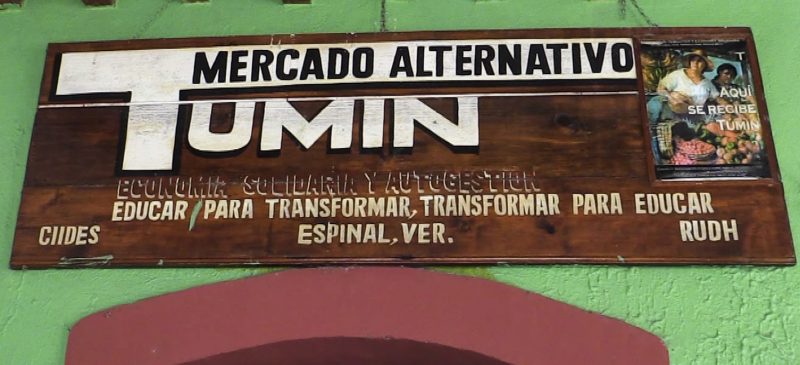 MERCADO ALTERNATIVO
TUMIN
ECONOMIA SOLIDARIA Y AUTOGESTION
EDUCAR PARA TRANSFORMAR, TRANSFORMAR PARA EDUCAR
CIIDES
ESPINAL, VER.
RUDH
AQUÍ
SE RECIBE
TUMIN